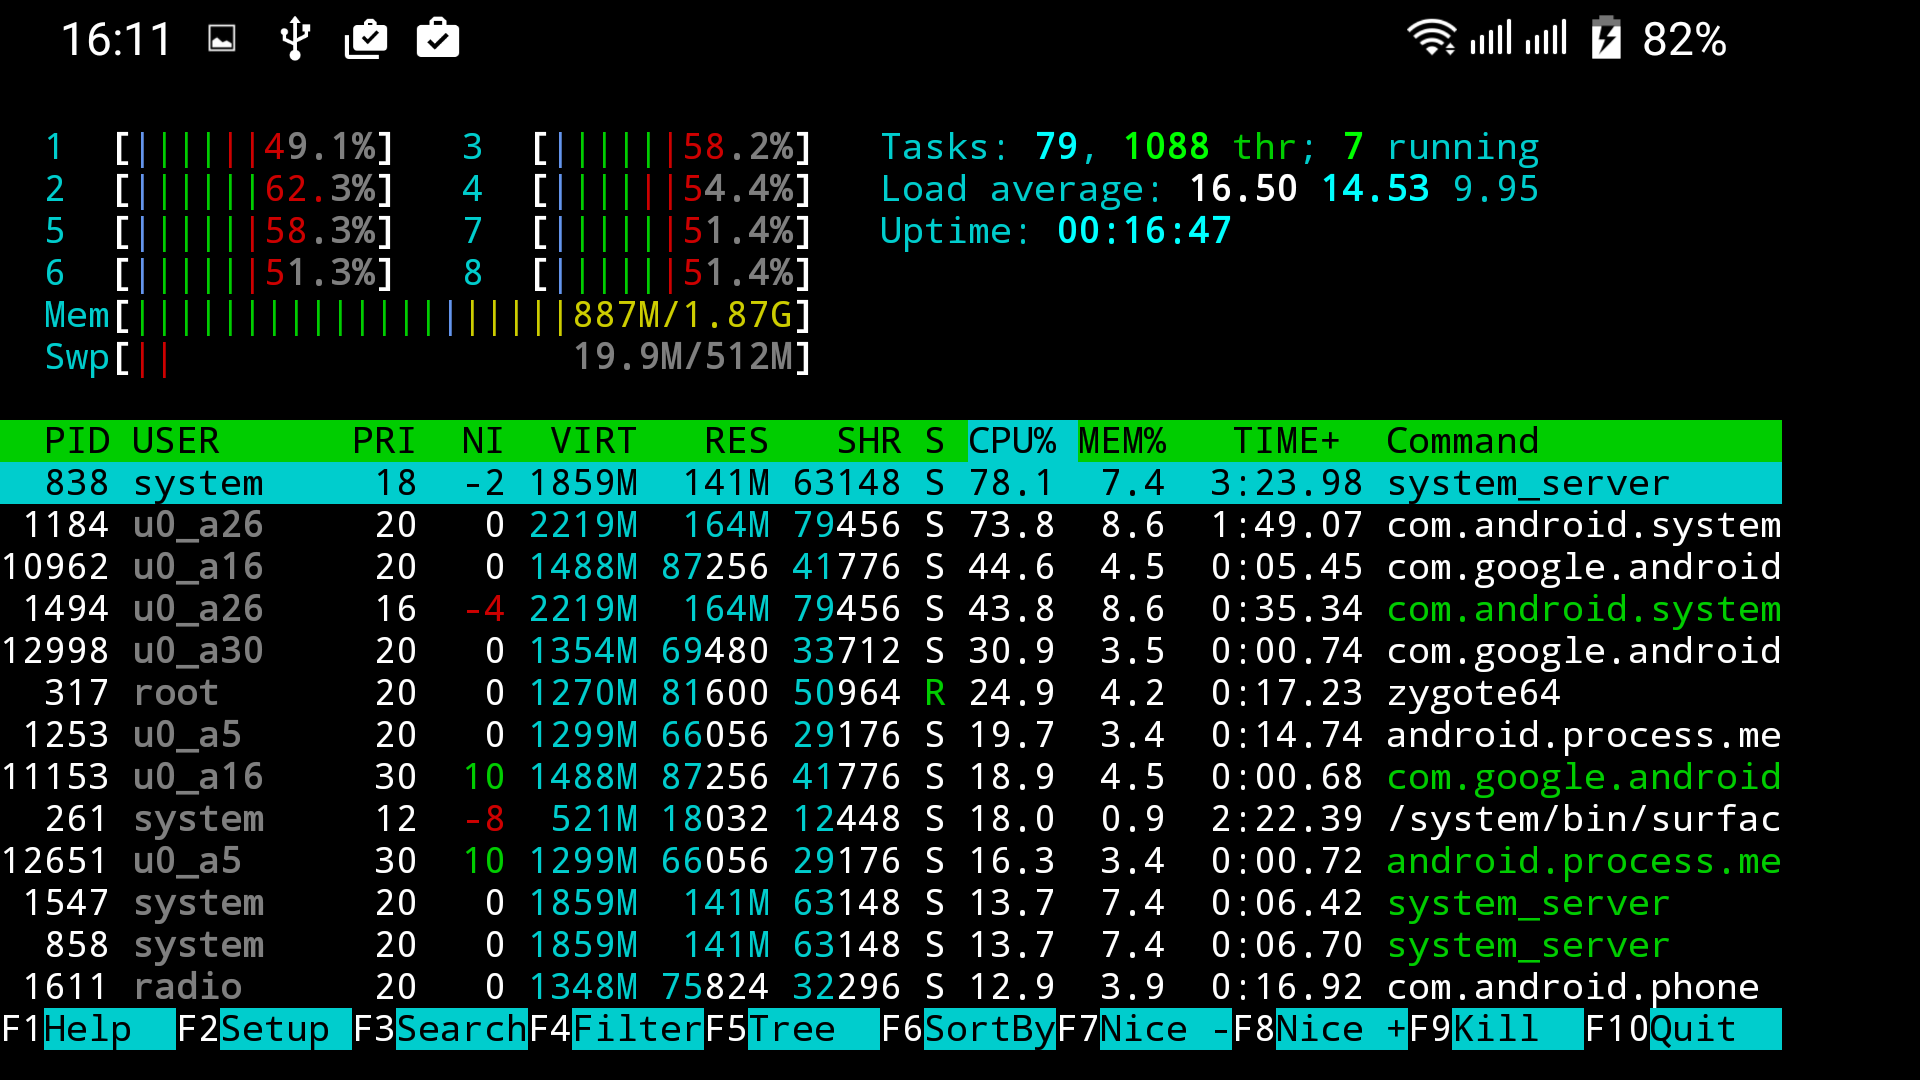 16:11 82%
1 [||||||49.1%] 3 [||||||58.2%] Tasks: 79, 1088 thr; 7 running
2 [||||||62.3%] 4 [||||||54.4%] Load average: 16.50 14.53 9.95
5 [||||||58.3%] 7 [||||||51.4%] Uptime: 00:16:47
6 [||||||51.3%] 8 [||||||51.4%]
Mem[||||||||||||||||||||887M/1.87G]
Swp[|| 19.9M/512M]
PID USER PRI NI VIRT RES SHR S CPU% MEM% TIME+ Command
838 system 18 -2 1859M 141M 63148 S 78.1 7.4 3:23.98 system_server
1184 u0_a26 20 0 2219M 164M 79456 S 73.8 8.6 1:49.07 com.android.system
10962 u0_a16 20 0 1488M 87256 41776 S 44.6 4.5 0:05.45 com.google.android
1494 u0_a26 16 -4 2219M 164M 79456 S 43.8 8.6 0:35.34 com.android.system
12998 u0_a30 20 0 1354M 69480 33712 S 30.9 3.5 0:00.74 com.google.android
317 root 20 0 1270M 81600 50964 R 24.9 4.2 0:17.23 zygote64
1253 u0_a5 20 0 1299M 66056 29176 S 19.7 3.4 0:14.74 android.process.me
11153 u0_a16 30 10 1488M 87256 41776 S 18.9 4.5 0:00.68 com.google.android
261 system 12 -8 521M 18032 12448 S 18.0 0.9 2:22.39 /system/bin/surfac
12651 u0_a5 30 10 1299M 66056 29176 S 16.3 3.4 0:00.72 android.process.me
1547 system 20 0 1859M 141M 63148 S 13.7 7.4 0:06.42 system_server
858 system 20 0 1859M 141M 63148 S 13.7 7.4 0:06.70 system_server
1611 radio 20 0 1348M 75824 32296 S 12.9 3.9 0:16.92 com.android.phone
F1Help F2Setup F3SearchF4FilterF5Tree F6SortByF7Nice -F8Nice +F9Kill F10Quit